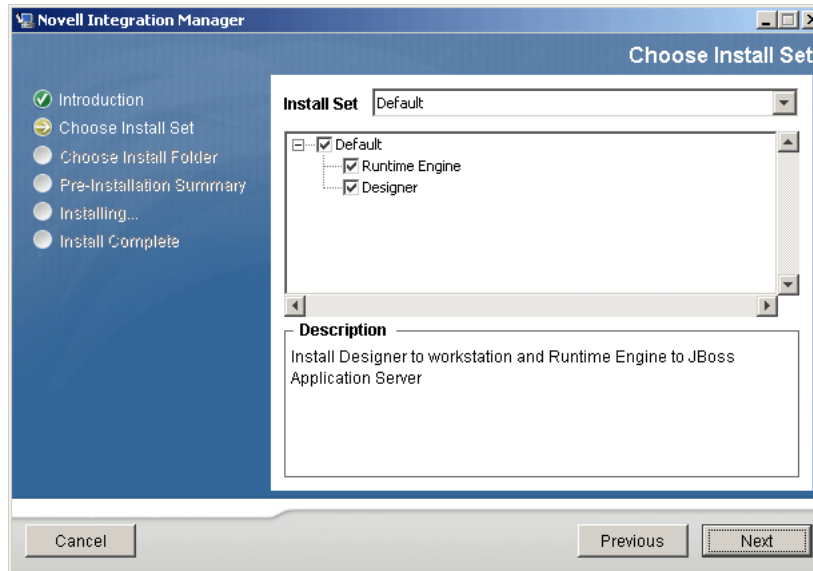 Novell Integration Manager
Choose Install Set
Introduction
Choose Install Set
Choose Install Folder
Pre-Installation Summary
Installing...
Install Complete
Install Set Default
Default
Runtime Engine
Designer
Description
Install Designer to workstation and Runtime Engine to JBoss
Application Server
Cancel Previous Next